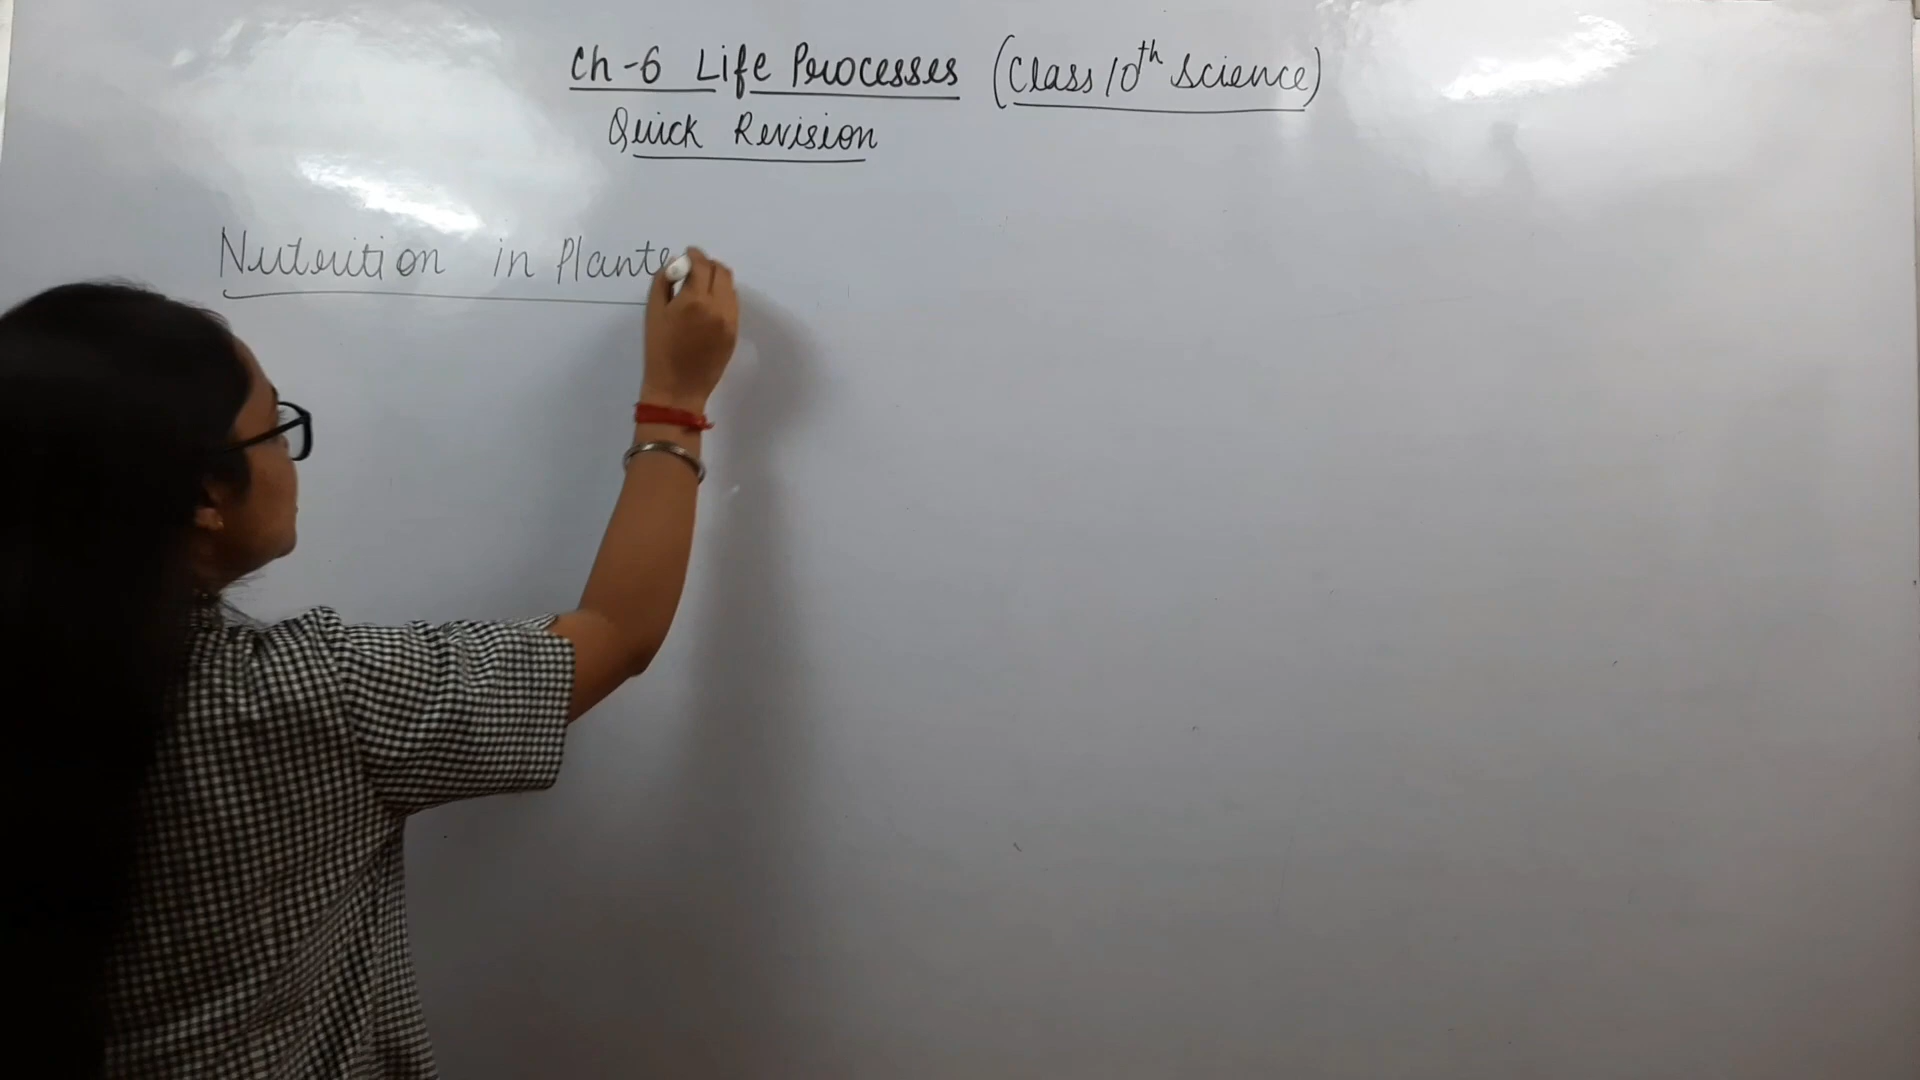 Ch-6 Life Processes (Class 10th Science)
Quick Revision
Nutrition in Plants